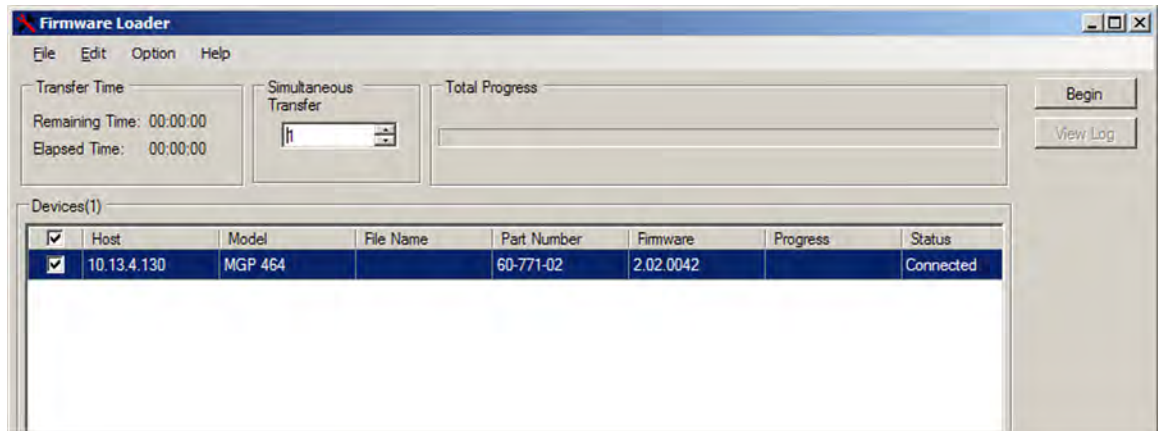 Firmware Loader
File Edit Option Help
Transfer Time
Remaining Time: 00:00:00
Elapsed Time: 00:00:00
Simultaneous
Transfer
1
Total Progress
Begin
View Log
Devices(1)
Host Model File Name Part Number Firmware Progress Status
10.13.4.130 MGP 464 60-771-02 2.02.0042 Connected